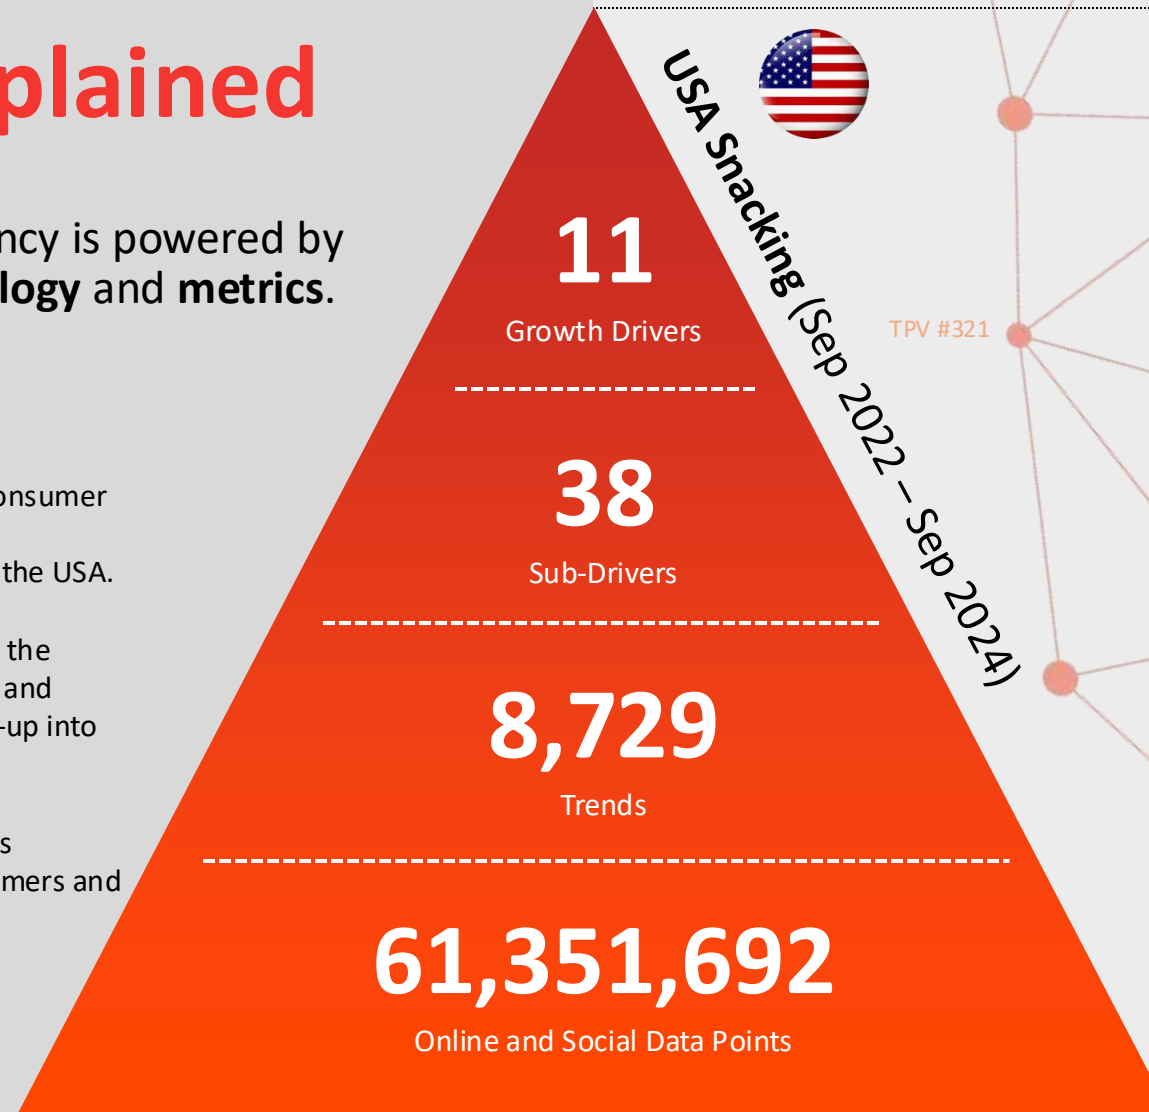 plained
ncy is powered by
logy and metrics.
onsumer
the USA.
the
and
-up into
s
mers and
11
Growth Drivers
38
Sub-Drivers
8,729
Trends
61,351,692
Online and Social Data Points
USA Snacking (Sep 2022 – Sep 2024)
TPV #321